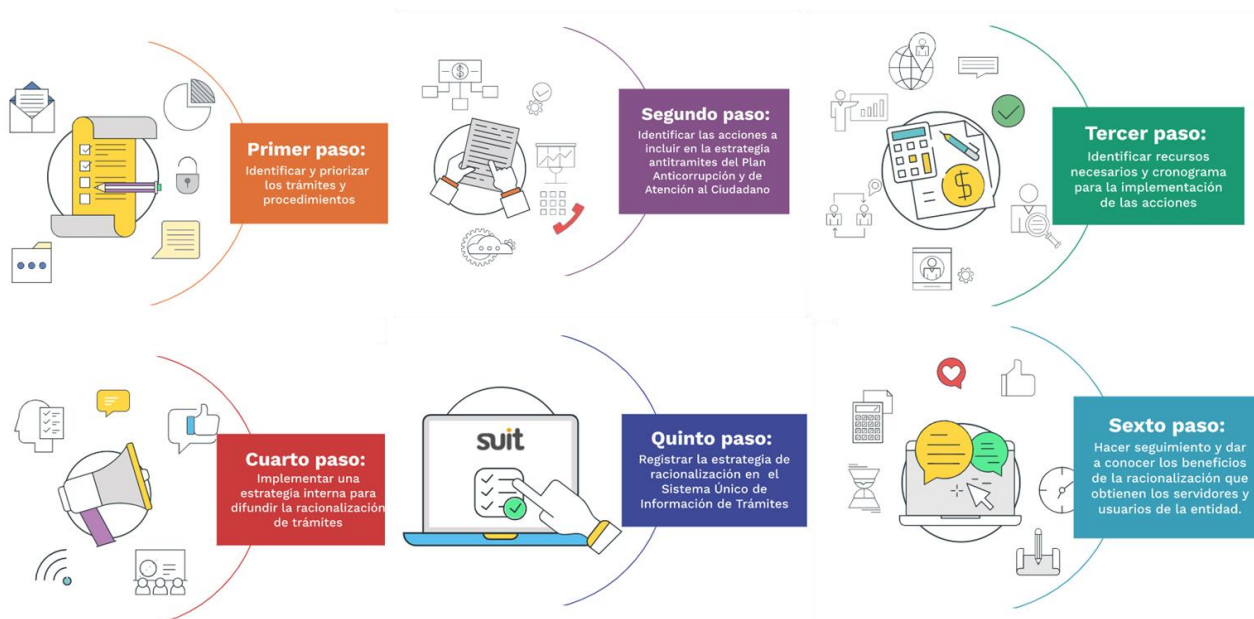 Primer paso:
Identificar y priorizar
los trámites y
procedimientos
Segundo paso:
Identificar las acciones a
incluir en la estrategia
antitramites del Plan
Anticorrupción y de
Atención al Ciudadano
Tercer paso:
Identificar recursos
necesarios y cronograma
para la implementación
de las acciones
Cuarto paso:
Implementar una
estrategia interna para
difundir la racionalización
de trámites
suit
Quinto paso:
Registrar la estrategia de
racionalización en el
Sistema Único de
Información de Trámites
Sexto paso:
Hacer seguimiento y dar
a conocer los beneficios
de la racionalización que
obtienen los servidores y
usuarios de la entidad.